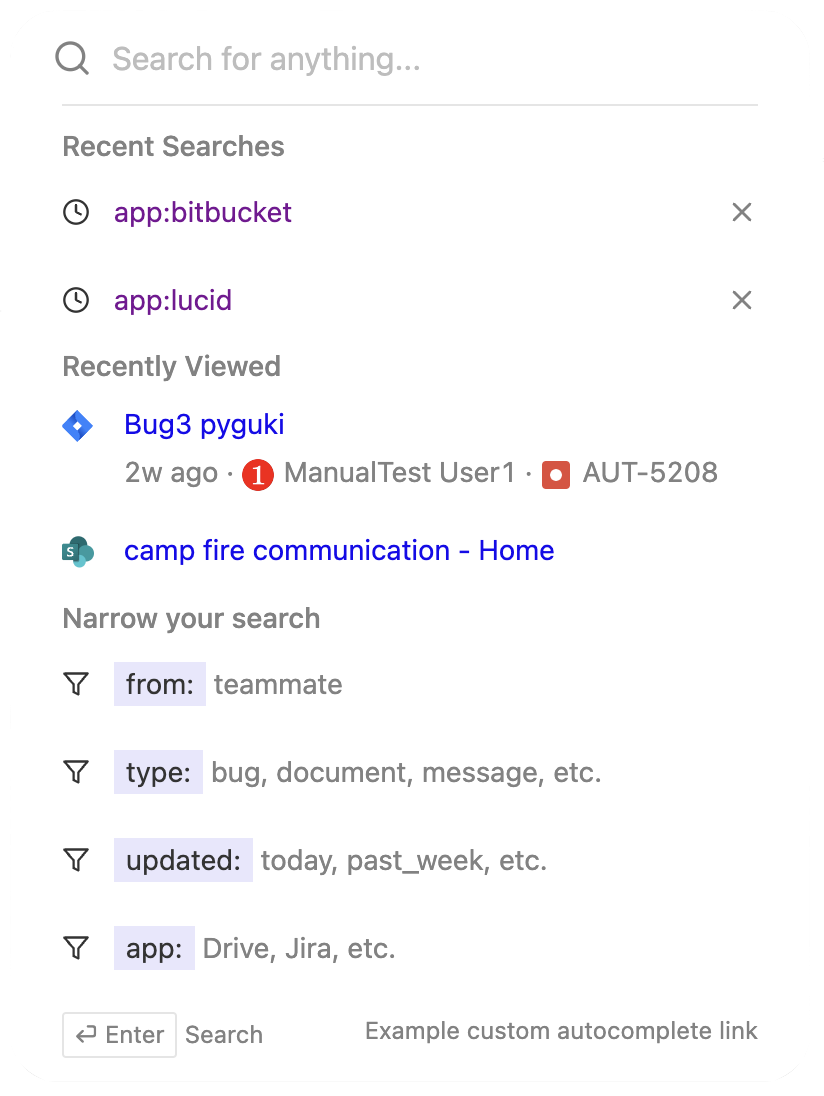 Search for anything...
Recent Searches
app:bitbucket
app:lucid
Recently Viewed
Bug3 pyguki
2w ago · 1 ManualTest User1 · AUT-5208
S camp fire communication - Home
Narrow your search
from: teammate
type: bug, document, message, etc.
updated: today, past_week, etc.
app: Drive, Jira, etc.
Enter Search Example custom autocomplete link